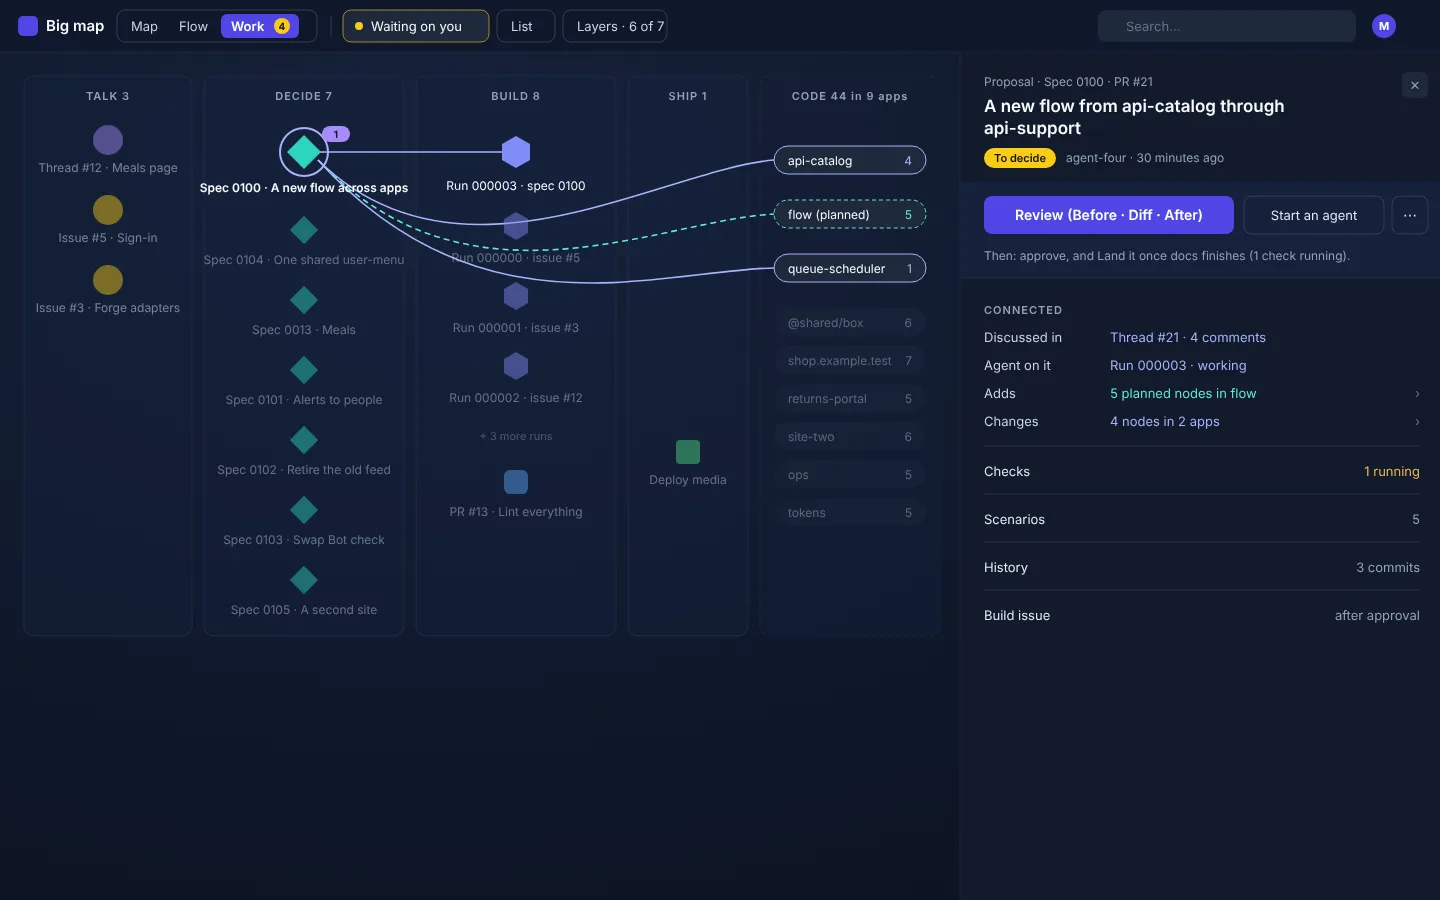 Big map
Map
Flow
Work 4
Waiting on you
List
Layers · 6 of 7
Search...
M
TALK 3
Thread #12 · Meals page
Issue #5 · Sign-in
Issue #3 · Forge adapters
DECIDE 7
1
Spec 0100 · A new flow across apps
Spec 0104 · One shared user-menu
Spec 0013 · Meals
Spec 0101 · Alerts to people
Spec 0102 · Retire the old feed
Spec 0103 · Swap Bot check
Spec 0105 · A second site
BUILD 8
Run 000003 · spec 0100
Run 000000 · issue #5
Run 000001 · issue #3
Run 000002 · issue #12
+ 3 more runs
PR #13 · Lint everything
SHIP 1
Deploy media
CODE 44 in 9 apps
api-catalog 4
flow (planned) 5
queue-scheduler 1
@shared/box 6
shop.example.test 7
returns-portal 5
site-two 6
ops 5
tokens 5
Proposal · Spec 0100 · PR #21
×
A new flow from api-catalog through
api-support
To decide agent-four · 30 minutes ago
Review (Before · Diff · After)
Start an agent
···
Then: approve, and Land it once docs finishes (1 check running).
CONNECTED
Discussed in Thread #21 · 4 comments
Agent on it Run 000003 · working
Adds 5 planned nodes in flow ›
Changes 4 nodes in 2 apps ›
Checks 1 running
Scenarios 5
History 3 commits
Build issue after approval